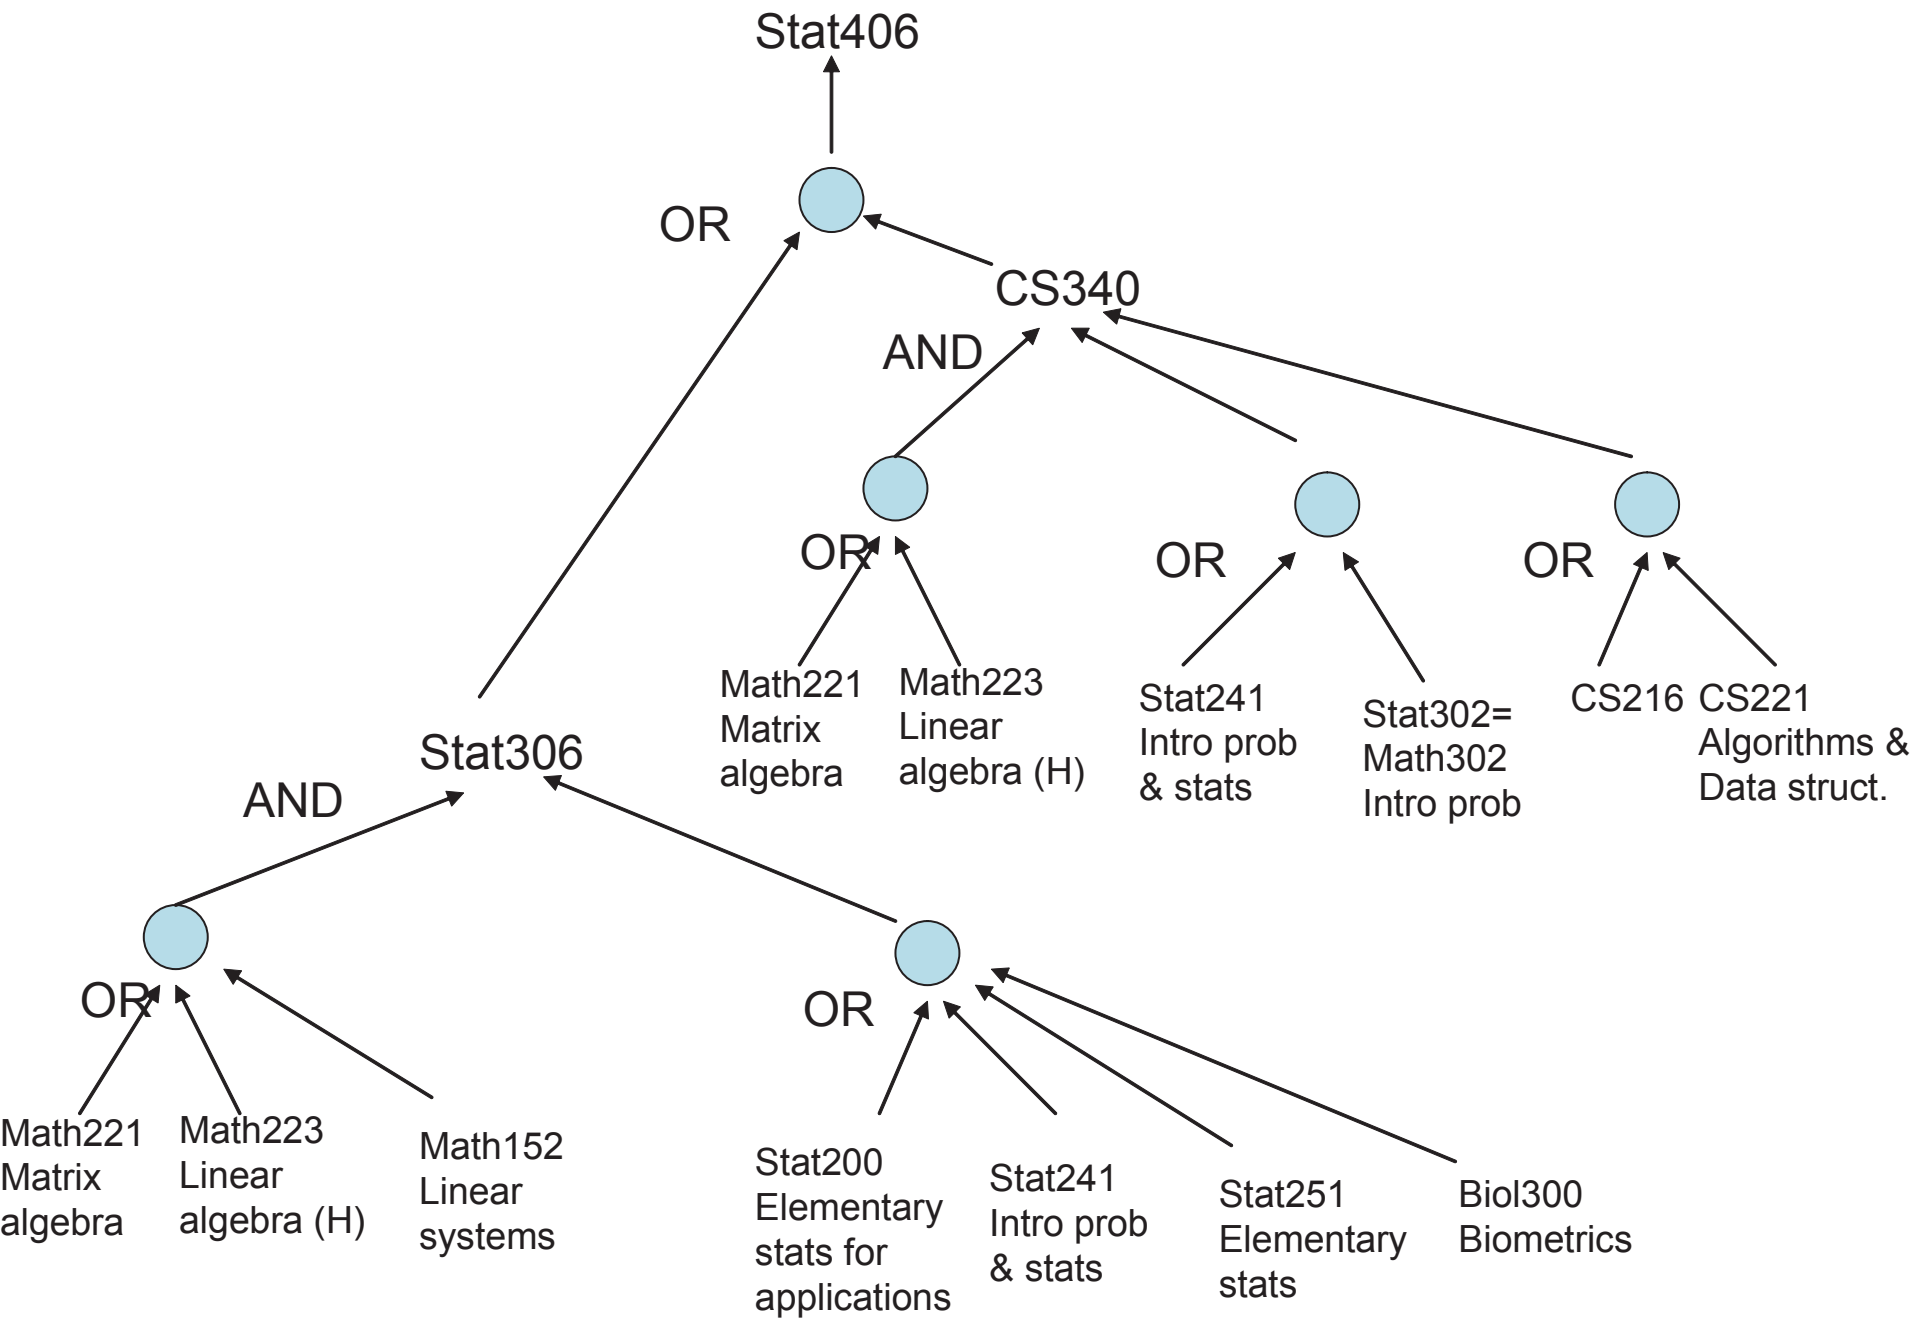 Stat406
OR
CS340
AND
OR
OR
OR
Math221
Matrix
algebra
Math223
Linear
algebra (H)
Stat241
Intro prob
& stats
Stat302=
Math302
Intro prob
CS216
CS221
Algorithms &
Data struct.
Stat306
AND
OR
OR
Math221
Matrix
algebra
Math223
Linear
algebra (H)
Math152
Linear
systems
Stat200
Elementary
stats for
applications
Stat241
Intro prob
& stats
Stat251
Elementary
stats
Biol300
Biometrics